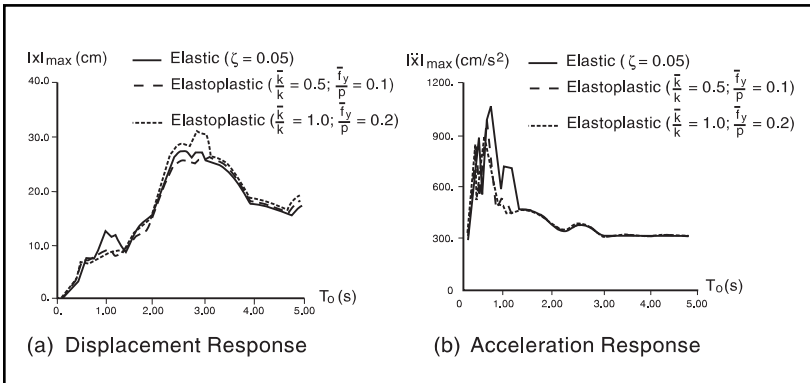 |x|max (cm)
Elastic (ζ = 0.05)
Elastoplastic (k̄/k = 0.5; f̄y/p = 0.1)
Elastoplastic (k̄/k = 1.0; f̄y/p = 0.2)
40.0
30.0
20.0
10.0
0.
0. 1.00 2.00 3.00 4.00 5.00
To (s)
(a) Displacement Response
|ẍ|max (cm/s2)
Elastic (ζ = 0.05)
Elastoplastic (k̄/k = 0.5; f̄y/p = 0.1)
Elastoplastic (k̄/k = 1.0; f̄y/p = 0.2)
1200.
900.
600.
300.
0 1.00 2.00 3.00 4.00 5.00
To (s)
(b) Acceleration Response